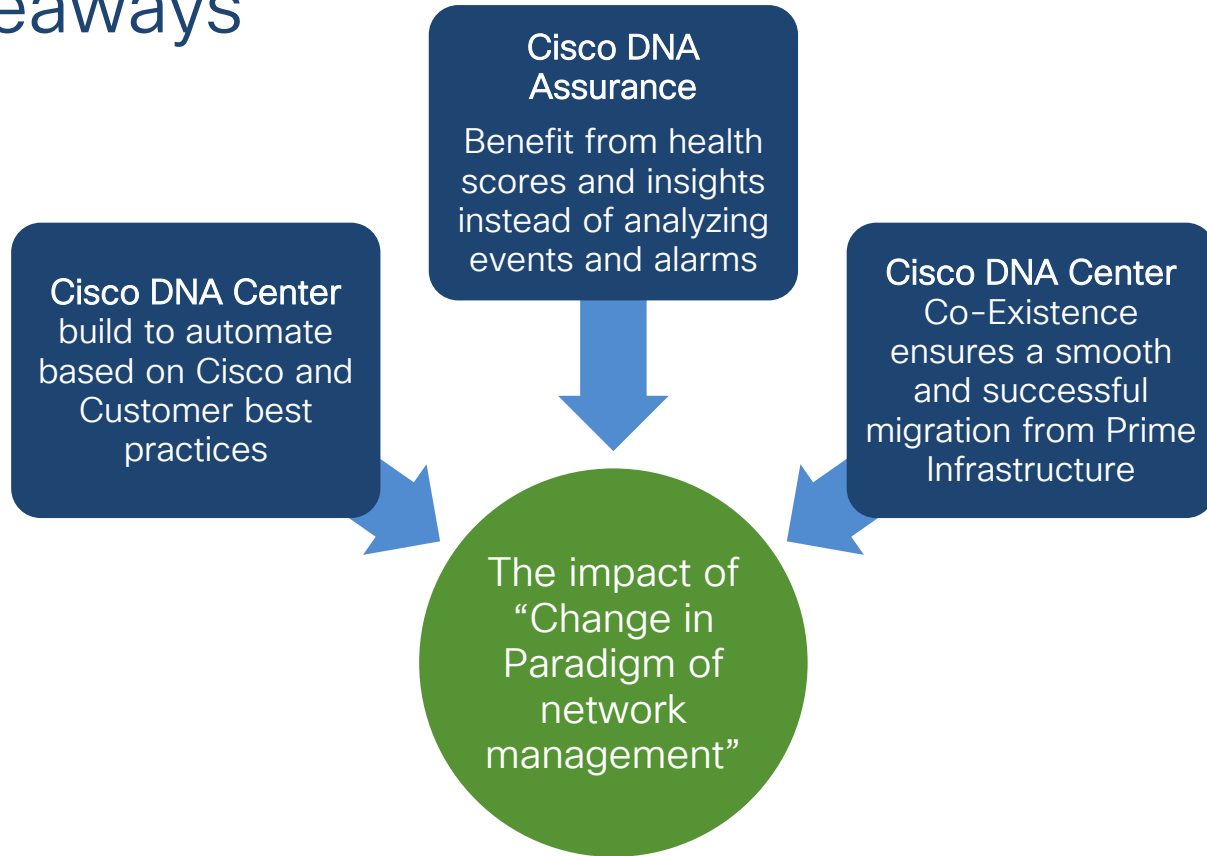 eaways
Cisco DNA
Assurance
Benefit from health
scores and insights
instead of analyzing
events and alarms
Cisco DNA Center
build to automate
based on Cisco and
Customer best
practices
Cisco DNA Center
Co-Existence
ensures a smooth
and successful
migration from Prime
Infrastructure
The impact of
“Change in
Paradigm of
network
management”